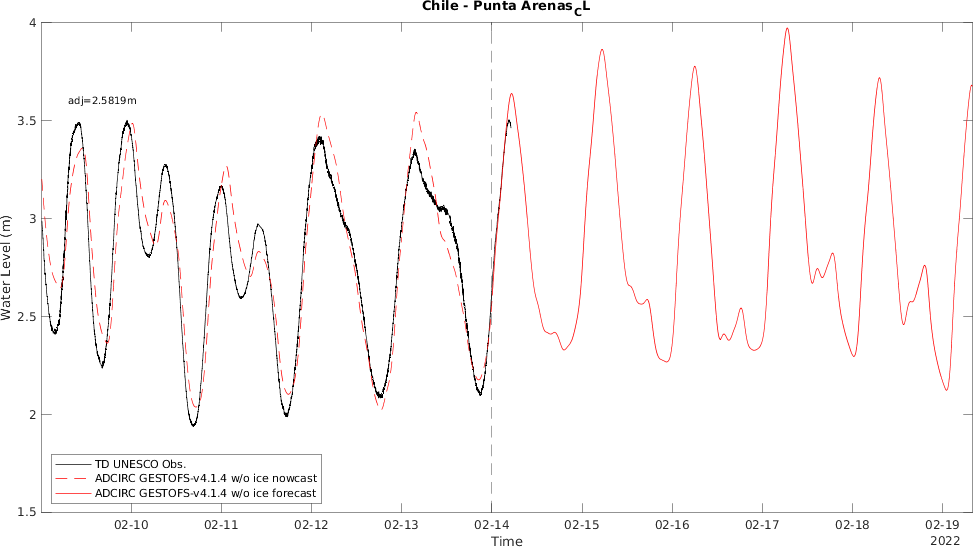 Chile - Punta Arenas_CL
4
adj=2.5819m
3.5
3
2.5
2
1.5
Water Level (m)
TD UNESCO Obs.
ADCIRC GESTOFS-v4.1.4 w/o ice nowcast
ADCIRC GESTOFS-v4.1.4 w/o ice forecast
02-10 02-11 02-12 02-13 02-14 02-15 02-16 02-17 02-18 02-19
Time 2022